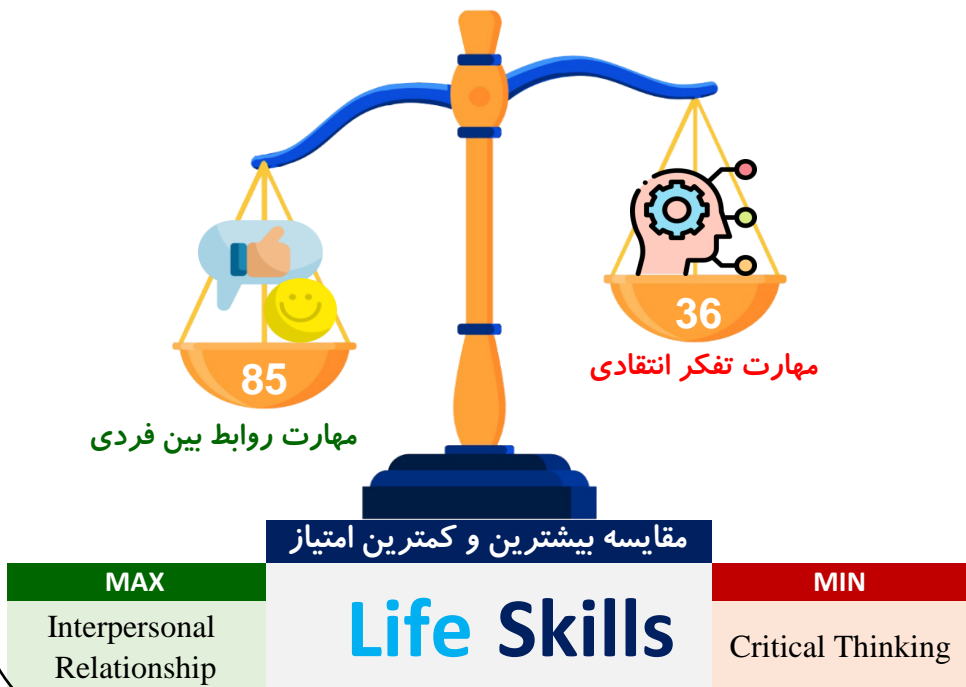 36
مهارت تفکر انتقادی
85
مهارت روابط بین فردی
مقایسه بیشترین و کمترین امتیاز
MAX
Interpersonal
Relationship
Life Skills
MIN
Critical Thinking